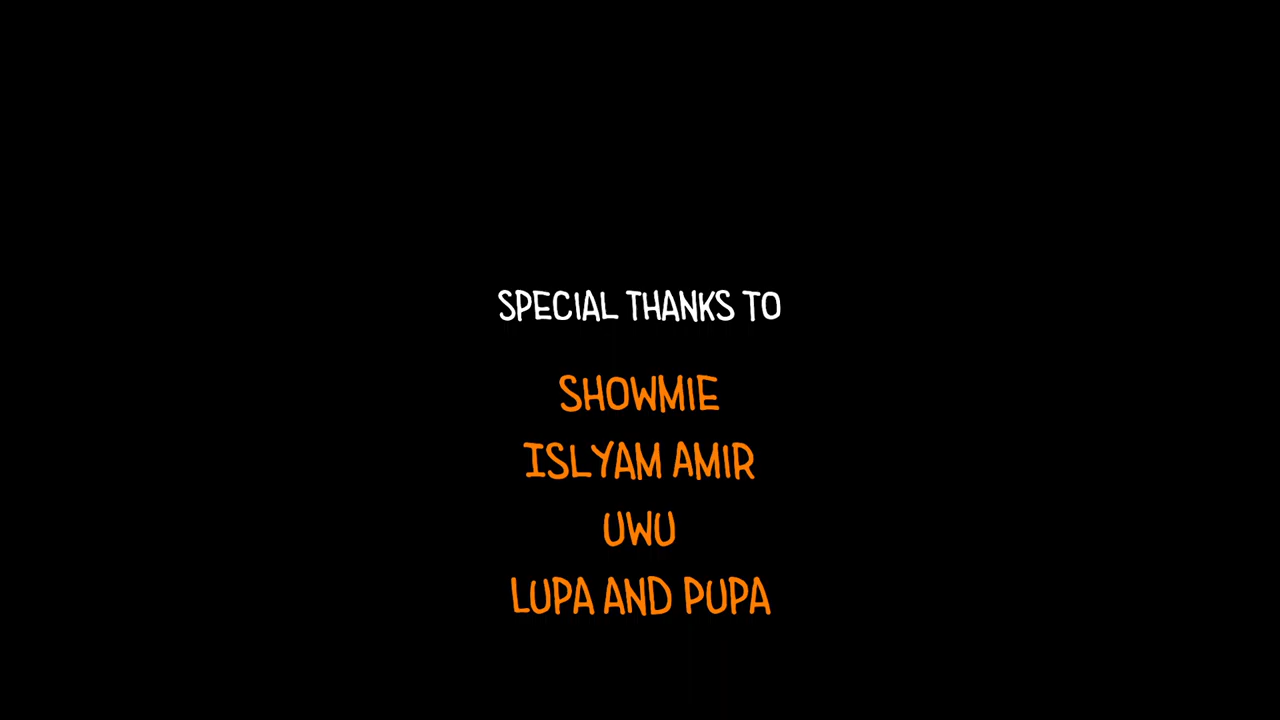 SPECIAL THANKS TO
SHOWMIE
ISLYAM AMIR
UWU
LUPA AND PUPA